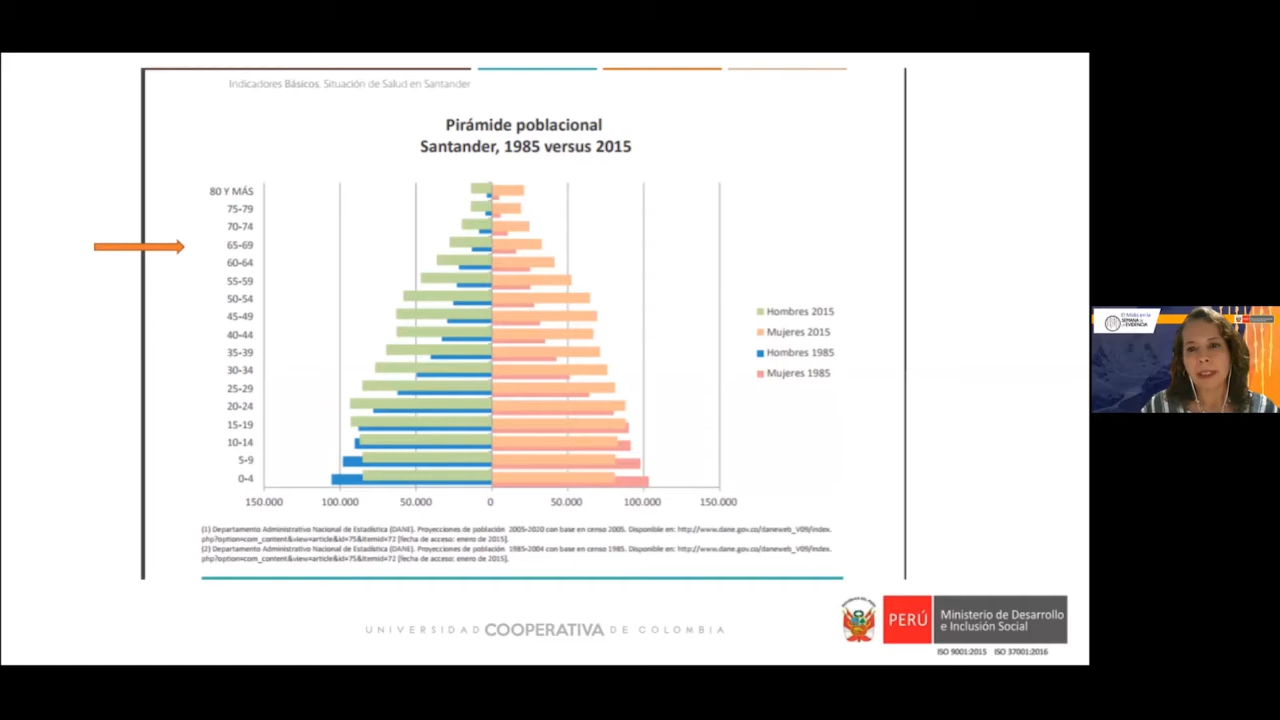 Indicadores Básicos. Situación de Salud en Santander
Pirámide poblacional
Santander, 1985 versus 2015
80 Y MÁS
75-79
70-74
65-69
60-64
55-59
50-54
45-49
40-44
35-39
30-34
25-29
20-24
15-19
10-14
5-9
0-4
150.000 100.000 50.000 0 50.000 100.000 150.000
Hombres 2015
Mujeres 2015
Hombres 1985
Mujeres 1985
(1) Departamento Administrativo Nacional de Estadística (DANE). Proyecciones de población 2005-2020 con base en censo 2005. Disponible en: http://www.dane.gov.co/daneweb_V09/index.
php?option=com_content&view=article&id=75&Itemid=72 [fecha de acceso: enero de 2015].
(2) Departamento Administrativo Nacional de Estadística (DANE). Proyecciones de población 1985-2004 con base en censo 1985. Disponible en: http://www.dane.gov.co/daneweb_V09/index.
php?option=com_content&view=article&id=75&Itemid=72 [fecha de acceso: enero de 2015].
UNIVERSIDAD COOPERATIVA DE COLOMBIA
PERÚ
Ministerio de Desarrollo
e Inclusión Social
ISO 9001:2015 ISO 37001:2016
El Midis en la
SEMANA DE
LA EVIDENCIA